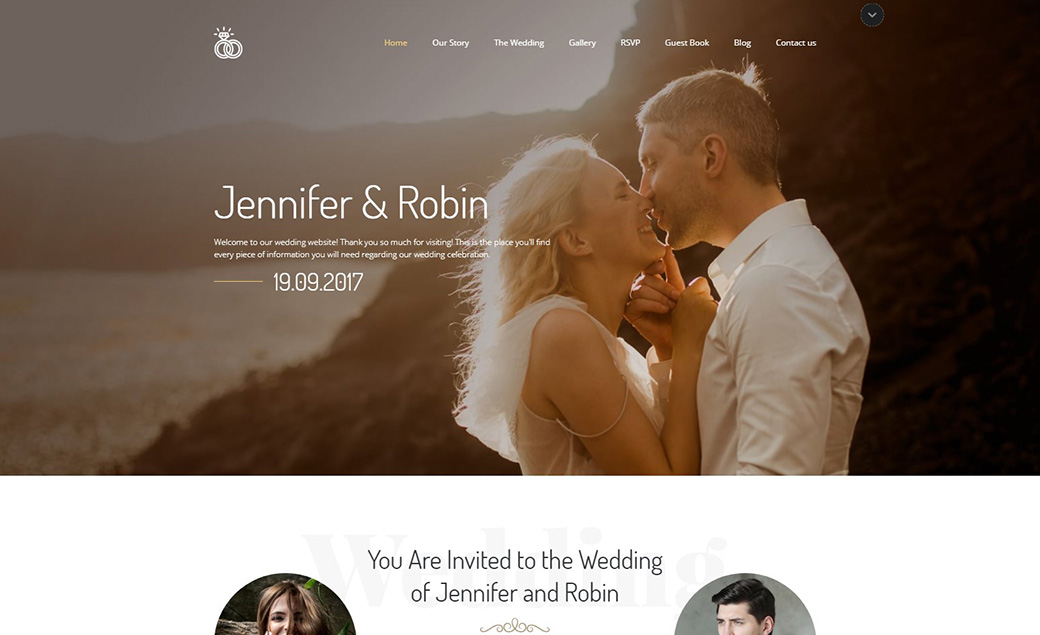 Home Our Story The Wedding Gallery RSVP Guest Book Blog Contact us
Jennifer & Robin
Welcome to our wedding website! Thank you so much for visiting! This is the place you'll find
every piece of information you will need regarding our wedding celebration.
19.09.2017
Wedding
You Are Invited to the Wedding
of Jennifer and Robin